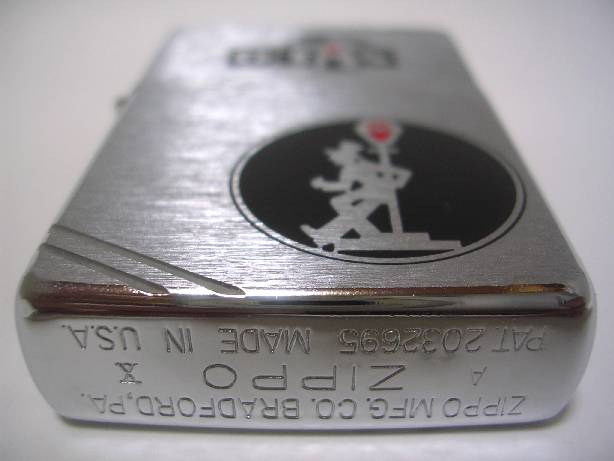 ZIPPO MFG. CO. BRADFORD, PA.
A ZIPPO X
PAT. 2032695 MADE IN U.S.A.